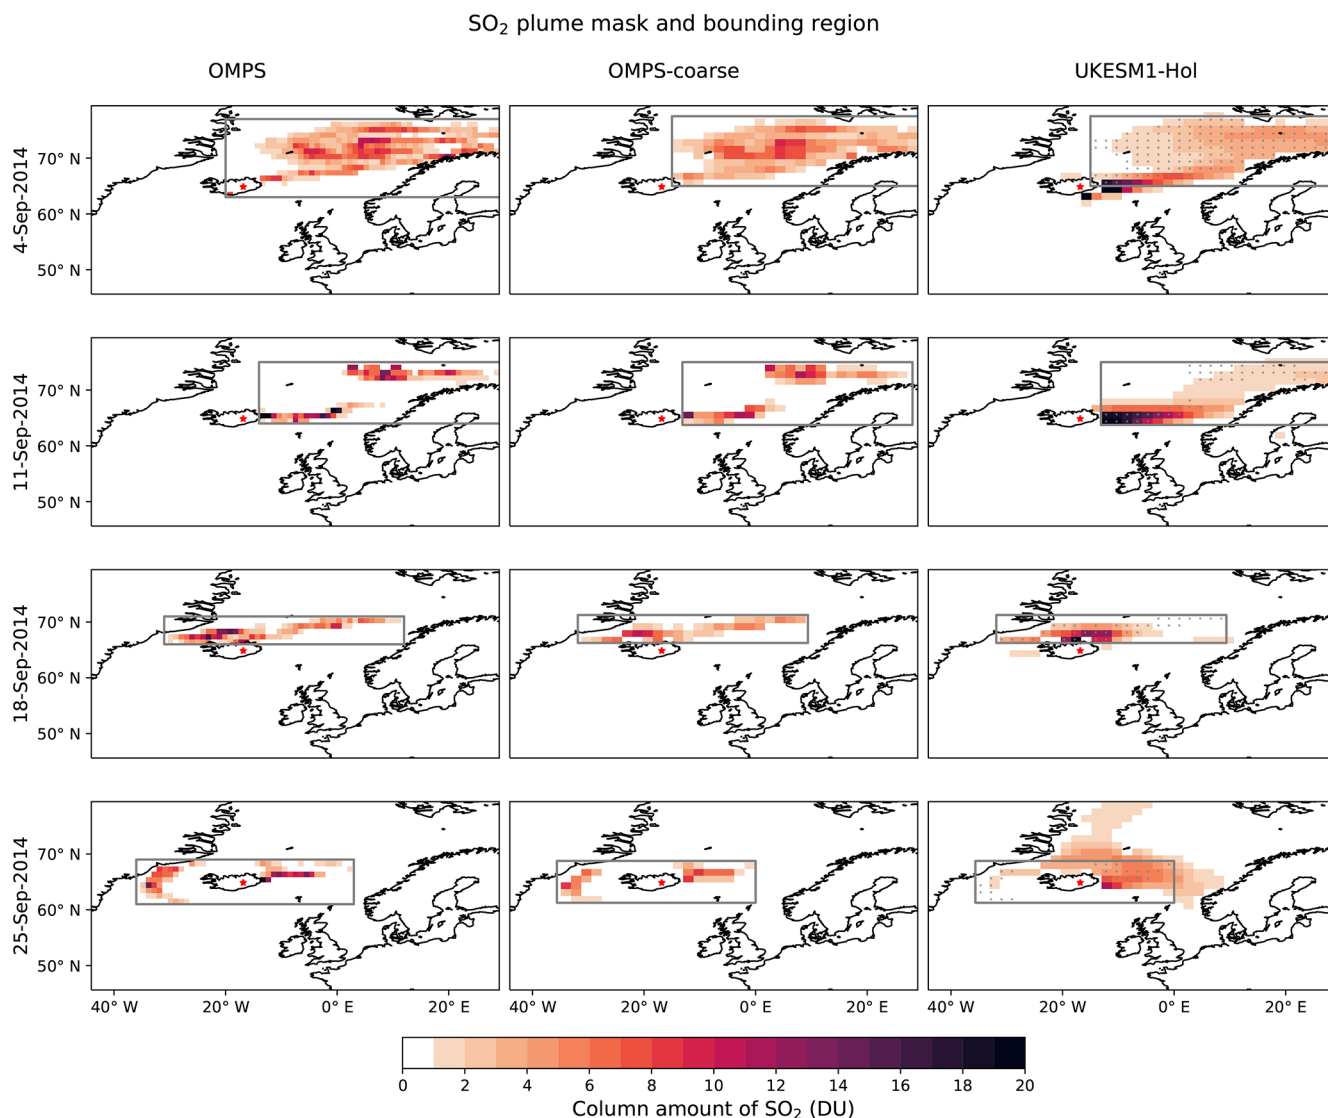 SO₂ plume mask and bounding region
OMPS OMPS-coarse UKESM1-Hol
4-Sep-2014
70° N
60° N
50° N
11-Sep-2014
70° N
60° N
50° N
18-Sep-2014
70° N
60° N
50° N
25-Sep-2014
70° N
60° N
50° N
40° W 20° W 0° E 20° E 40° W 20° W 0° E 20° E 40° W 20° W 0° E 20° E
0 2 4 6 8 10 12 14 16 18 20
Column amount of SO₂ (DU)